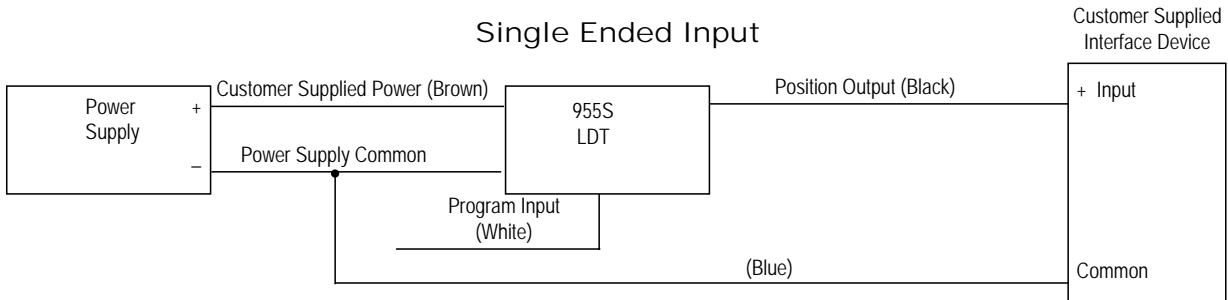 Single Ended Input
Customer Supplied
Interface Device
Power
Supply
+
–
Customer Supplied Power (Brown)
Power Supply Common
955S
LDT
Program Input
(White)
Position Output (Black)
+ Input
(Blue)
Common